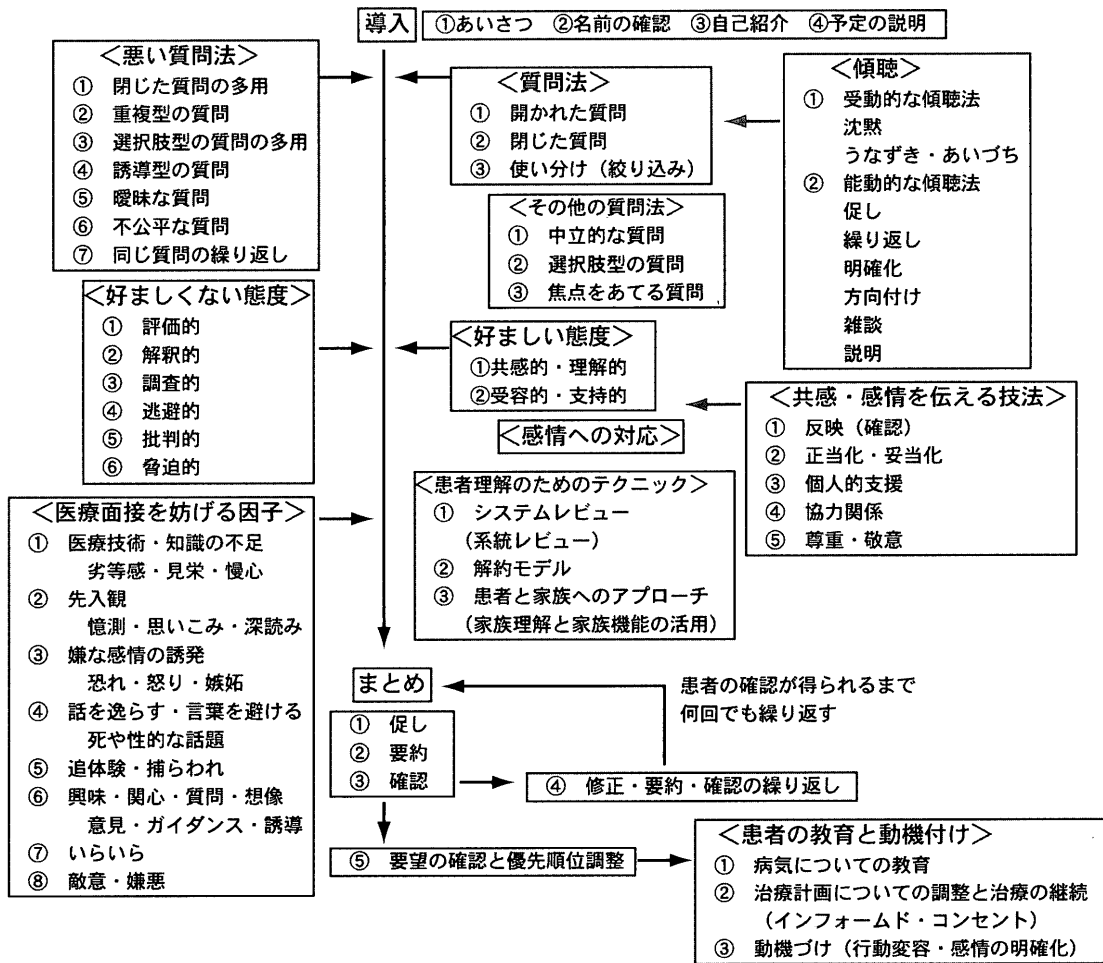 導入
①あいさつ ②名前の確認 ③自己紹介 ④予定の説明
＜悪い質問法＞
① 閉じた質問の多用
② 重複型の質問
③ 選択肢型の質問の多用
④ 誘導型の質問
⑤ 曖昧な質問
⑥ 不公平な質問
⑦ 同じ質問の繰り返し
＜質問法＞
① 開かれた質問
② 閉じた質問
③ 使い分け（絞り込み）
＜傾聴＞
① 受動的な傾聴法
沈黙
うなずき・あいづち
② 能動的な傾聴法
促し
繰り返し
明確化
方向付け
雑談
説明
＜その他の質問法＞
① 中立的な質問
② 選択肢型の質問
③ 焦点をあてる質問
＜好ましくない態度＞
① 評価的
② 解釈的
③ 調査的
④ 逃避的
⑤ 批判的
⑥ 脅迫的
＜好ましい態度＞
①共感的・理解的
②受容的・支持的
＜感情への対応＞
＜共感・感情を伝える技法＞
① 反映（確認）
② 正当化・妥当化
③ 個人的支援
④ 協力関係
⑤ 尊重・敬意
＜医療面接を妨げる因子＞
① 医療技術・知識の不足
劣等感・見栄・慢心
② 先入観
憶測・思いこみ・深読み
③ 嫌な感情の誘発
恐れ・怒り・嫉妬
④ 話を逸らす・言葉を避ける
死や性的な話題
⑤ 追体験・捕らわれ
⑥ 興味・関心・質問・想像
意見・ガイダンス・誘導
⑦ いらいら
⑧ 敵意・嫌悪
＜患者理解のためのテクニック＞
① システムレビュー
（系統レビュー）
② 解約モデル
③ 患者と家族へのアプローチ
（家族理解と家族機能の活用）
まとめ
① 促し
② 要約
③ 確認
患者の確認が得られるまで
何回でも繰り返す
④ 修正・要約・確認の繰り返し
⑤ 要望の確認と優先順位調整
＜患者の教育と動機付け＞
① 病気についての教育
② 治療計画についての調整と治療の継続
（インフォームド・コンセント）
③ 動機づけ（行動変容・感情の明確化）